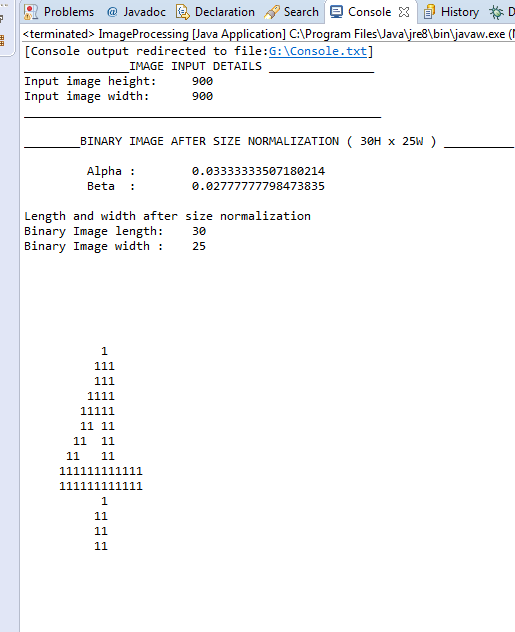 Problems @ Javadoc Declaration Search Console History D
<terminated> ImageProcessing [Java Application] C:\Program Files\Java\jre8\bin\javaw.exe (
[Console output redirected to file:G:\Console.txt]
_______________IMAGE INPUT DETAILS _______________
Input image height:     900
Input image width:      900
___________________________________________________
________BINARY IMAGE AFTER SIZE NORMALIZATION ( 30H x 25W ) __________
         Alpha :        0.03333333507180214
         Beta  :        0.02777777798473835
Length and width after size normalization
Binary Image length:    30
Binary Image width :    25
           1
          111
          111
         1111
        11111
        11 11
       11  11
      11   11
     111111111111
     111111111111
           1
          11
          11
          11